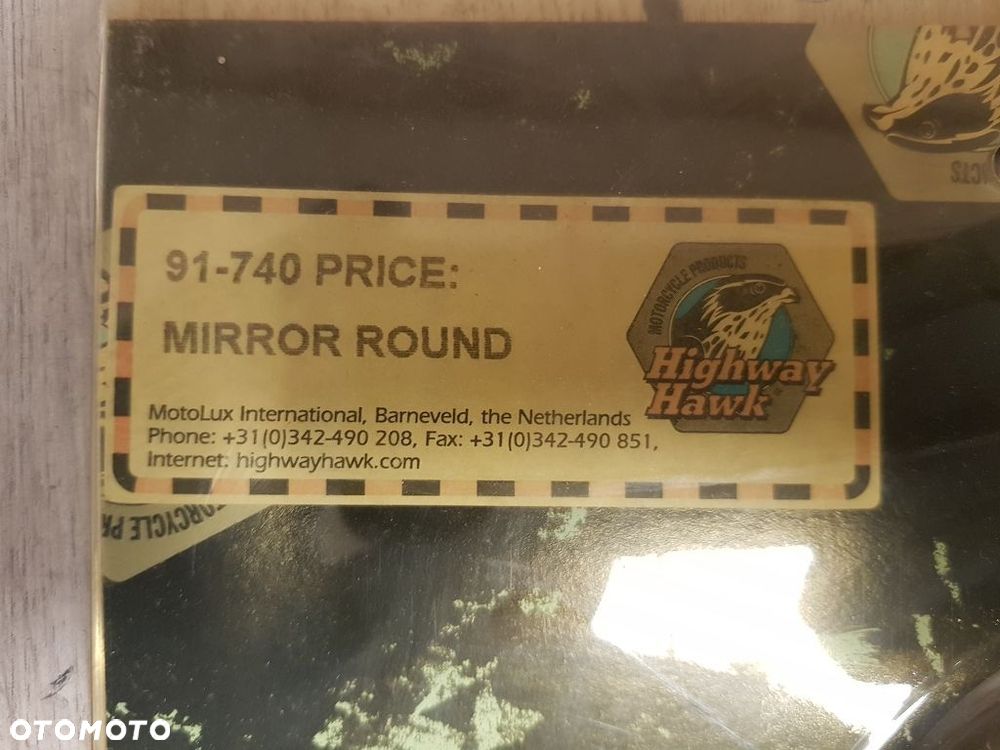 91-740 PRICE:
MIRROR ROUND
MotoLux International, Barneveld, the Netherlands
Phone: +31(0)342-490 208, Fax: +31(0)342-490 851,
Internet: highwayhawk.com
MOTORCYCLE PRODUCTS
Highway
Hawk
OTOMOTO